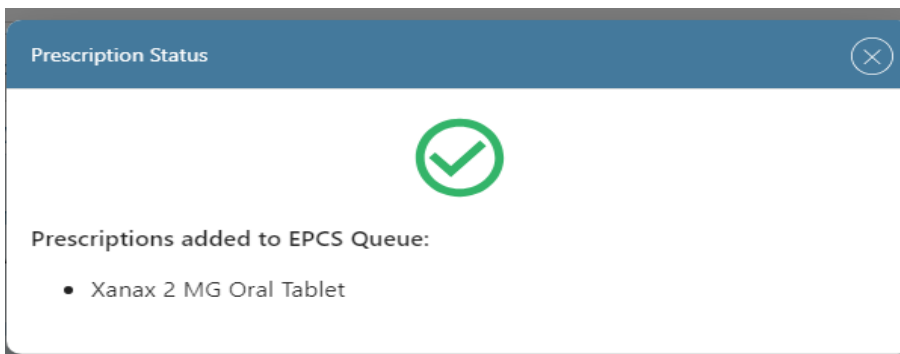 Prescription Status
Prescriptions added to EPCS Queue:
• Xanax 2 MG Oral Tablet